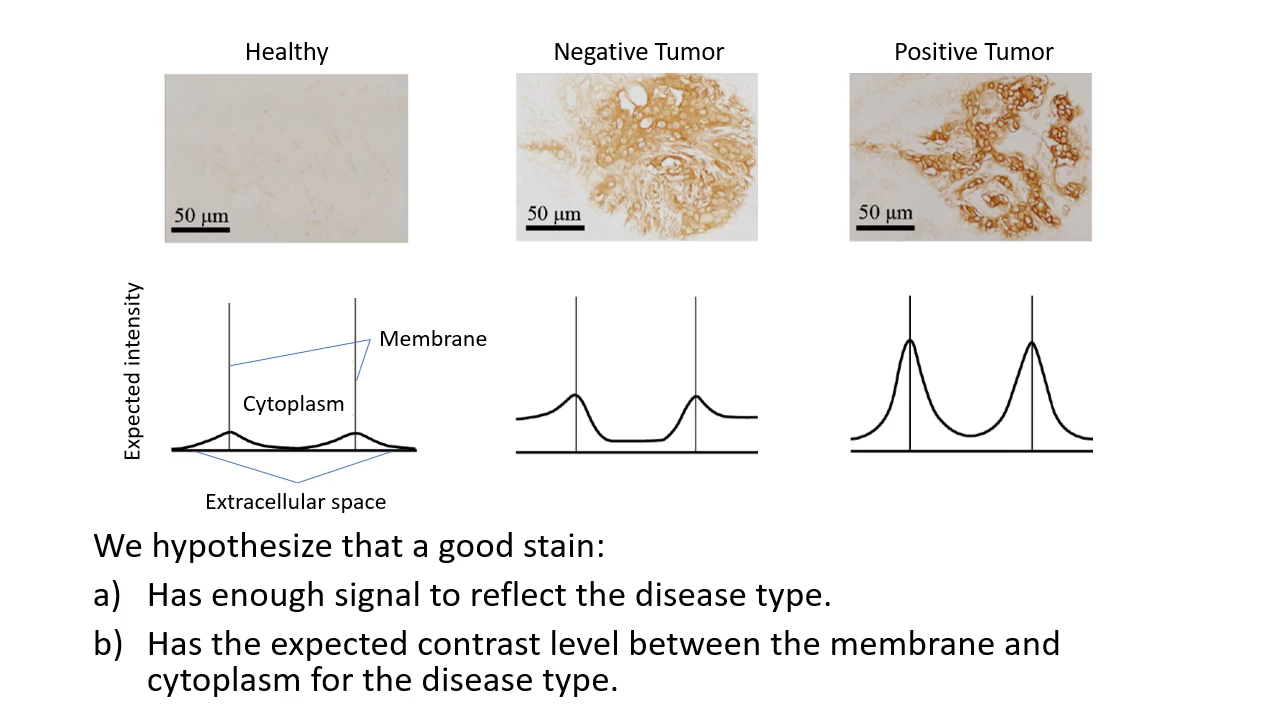 Healthy
Negative Tumor
Positive Tumor
50 μm
50 μm
50 μm
Expected intensity
Membrane
Cytoplasm
Extracellular space
We hypothesize that a good stain:
a) Has enough signal to reflect the disease type.
b) Has the expected contrast level between the membrane and
cytoplasm for the disease type.